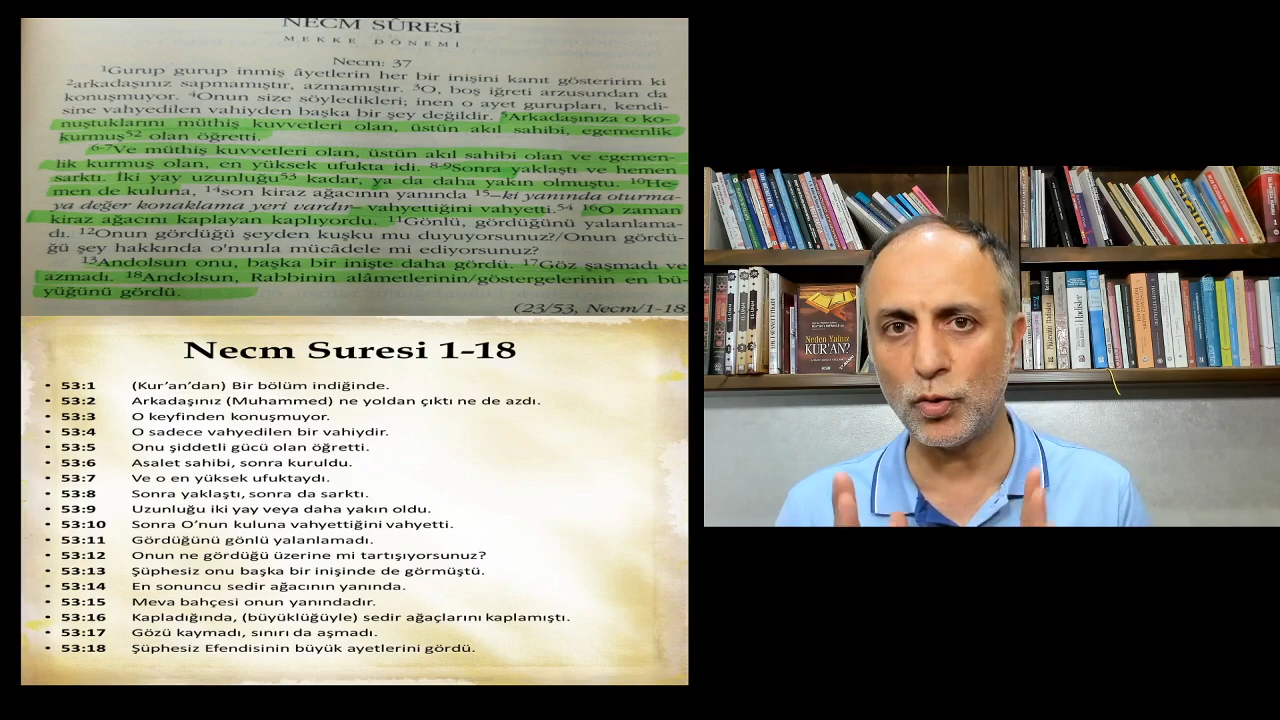 NECM SÛRESİ
MEKKE DÖNEMİ
Necm: 37
1Gurup gurup inmiş âyetlerin her bir inişini kanıt gösteririm ki
2arkadaşınız sapmamıştır, azmamıştır. 3O, boş iğreti arzusundan da
konuşmuyor. 4Onun size söyledikleri; inen o ayet gurupları, kendi-
sine vahyedilen vahiyden başka bir şey değildir. 5Arkadaşınıza o ko-
nuştuklarını müthiş kuvvetleri olan, üstün akıl sahibi, egemenlik
kurmuş52 olan öğretti.
6-7Ve müthiş kuvvetleri olan, üstün akıl sahibi olan ve egemen-
lik kurmuş olan, en yüksek ufukta idi. 8-9Sonra yaklaştı ve hemen
sarktı. İki yay uzunluğu53 kadar, ya da daha yakın olmuştu. 10He-
men de kuluna, 14son kiraz ağacının yanında 15–ki yanında oturma-
ya değer konaklama yeri vardır– vahyettiğini vahyetti.54 16O zaman
kiraz ağacını kaplayan kaplıyordu. 11Gönlü, gördüğünü yalanlama-
dı. 12Onun gördüğü şeyden kuşku mu duyuyorsunuz?/Onun gördü-
ğü şey hakkında o'nunla mücâdele mi ediyorsunuz?
13Andolsun onu, başka bir inişte daha gördü. 17Göz şaşmadı ve
azmadı. 18Andolsun, Rabbinin alâmetlerinin/göstergelerinin en bü-
yüğünü gördü.
(23/53, Necm/1-18
Necm Suresi 1-18
• 53:1 (Kur'an'dan) Bir bölüm indiğinde.
• 53:2 Arkadaşınız (Muhammed) ne yoldan çıktı ne de azdı.
• 53:3 O keyfinden konuşmuyor.
• 53:4 O sadece vahyedilen bir vahiydir.
• 53:5 Onu şiddetli gücü olan öğretti.
• 53:6 Asalet sahibi, sonra kuruldu.
• 53:7 Ve o en yüksek ufuktaydı.
• 53:8 Sonra yaklaştı, sonra da sarktı.
• 53:9 Uzunluğu iki yay veya daha yakın oldu.
• 53:10 Sonra O'nun kuluna vahyettiğini vahyetti.
• 53:11 Gördüğünü gönlü yalanlamadı.
• 53:12 Onun ne gördüğü üzerine mi tartışıyorsunuz?
• 53:13 Şüphesiz onu başka bir inişinde de görmüştü.
• 53:14 En sonuncu sedir ağacının yanında.
• 53:15 Meva bahçesi onun yanındadır.
• 53:16 Kapladığında, (büyüklüğüyle) sedir ağaçlarını kaplamıştı.
• 53:17 Gözü kaymadı, sınırı da aşmadı.
• 53:18 Şüphesiz Efendisinin büyük ayetlerini gördü.
Neden Yalnız
KUR'AN?